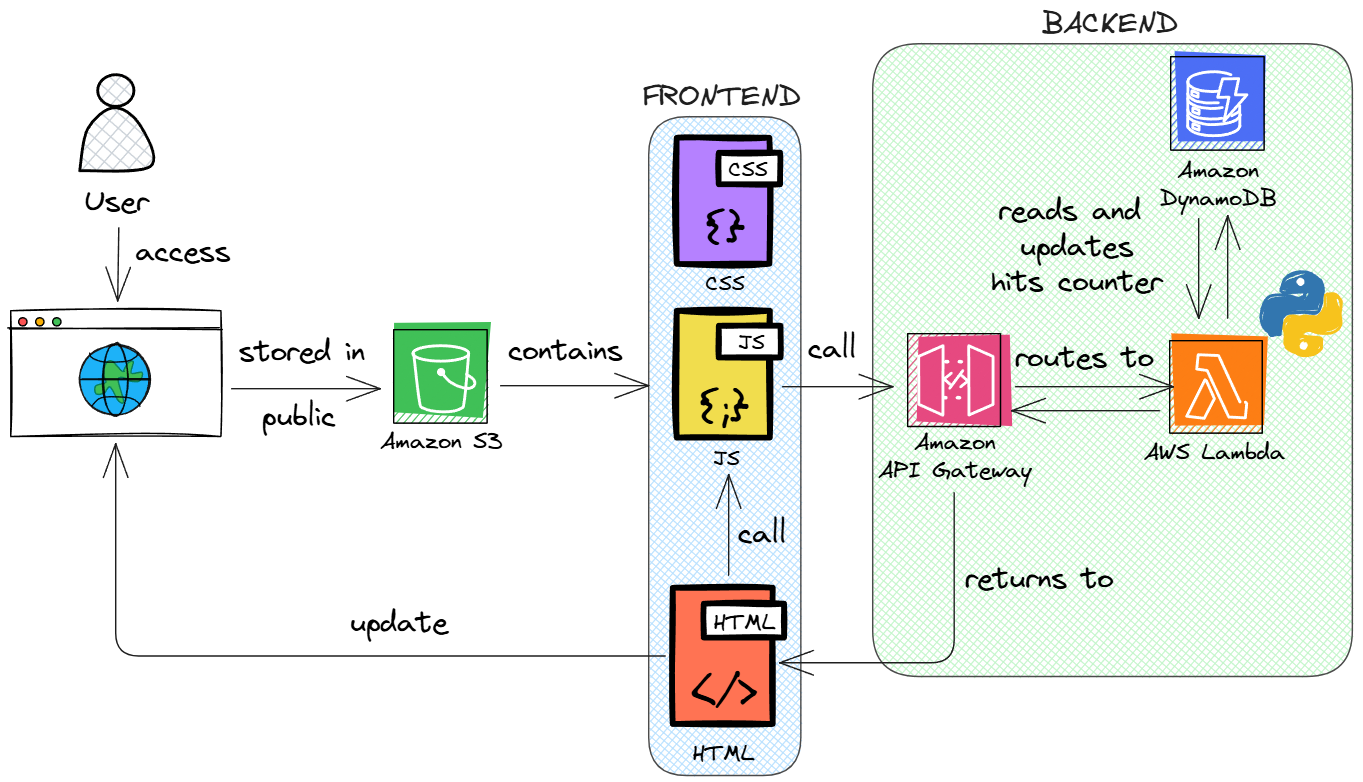 BACKEND
FRONTEND
User
access
stored in
public
Amazon S3
contains
CSS
{}
CSS
JS
{;}
JS
call
HTML
</>
HTML
update
call
Amazon
API Gateway
</>
routes to
AWS Lambda
reads and
updates
hits counter
Amazon
DynamoDB
returns to